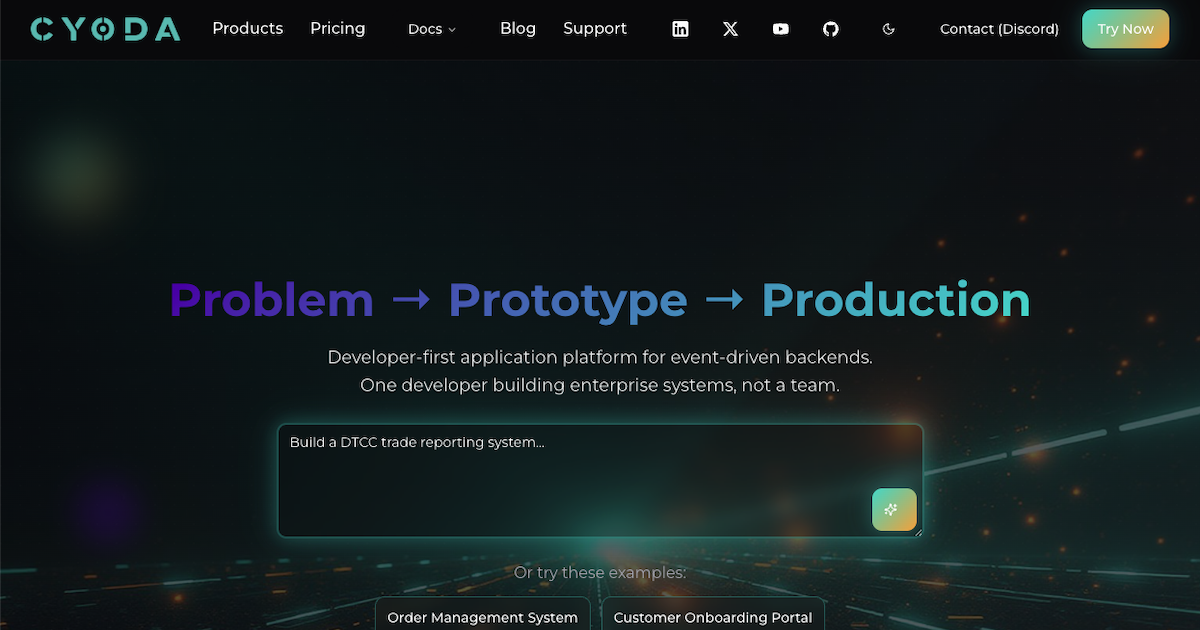 CYODA Products Pricing Docs Blog Support Contact (Discord) Try Now
Problem → Prototype → Production
Developer-first application platform for event-driven backends.
One developer building enterprise systems, not a team.
Build a DTCC trade reporting system...
Or try these examples:
Order Management System Customer Onboarding Portal